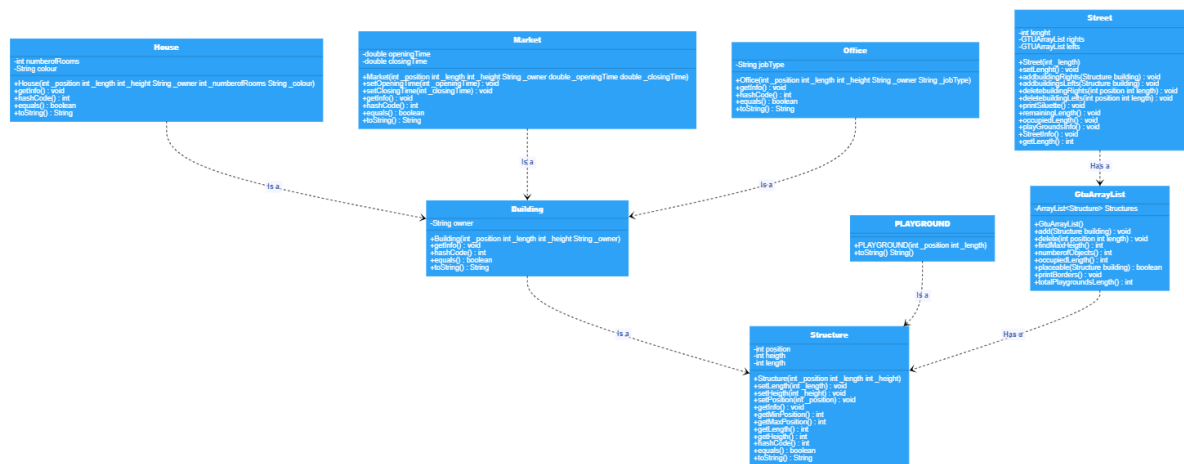 House
-int numberofRooms
-String colour
+House(int _position int _length int _height String _owner int _numberofRooms String _colour)
+getInfo() : void
+hashCode() : int
+equals() : boolean
+toString() : String
Market
-double openingTime
-double closingTime
+Market(int _position int _length int _height String _owner double _openingTime double _closingTime)
+setOpeningTime(int _openingTime) : void
+setClosingTime(int _closingTime) : void
+getInfo() : void
+hashCode() : int
+equals() : boolean
+toString() : String
Office
-String jobType
+Office(int _position int _length int _height String _owner String _jobType)
+getInfo() : void
+hashCode() : int
+equals() : boolean
+toString() : String
Street
-int lenght
-GTUArrayList rights
-GTUArrayList lefts
+Street(int _length)
+setLenght() : void
+addbuildingRights(Structure building) : void
+addbuildingsLefts(Structure building) : void
+deletebuildingRights(int position int length) : void
+deletebuildingLefts(int position int length) : void
+printSiluette() : void
+remainingLength() : void
+occupiedLength() : void
+playGroundsInfo() : void
+StreetInfo() : void
+getLength() : int
Is a
Is a
Is a
Has a
Building
-String owner
+Building(int _position int _length int _height String _owner)
+getInfo() : void
+hashCode() : int
+equals() : boolean
+toString() : String
PLAYGROUND
+PLAYGROUND(int _position int _length)
+toString() String()
GtuArrayList
-ArrayList<Structure> Structures
+GtuArrayList()
+add(Structure building) : void
+delete(int position int length) : void
+findMaxHeigth() : int
+numberofObjects() : int
+occupiedLength() : int
+placeable(Structure building) : boolean
+printBorders() : void
+totalPlaygroundsLength() : int
Is a
Is a
Has a
Structure
-int position
-int heigth
-int length
+Structure(int _position int _length int _height)
+setLength(int _length) : void
+setHeigth(int _height) : void
+setPosition(int _position) : void
+getInfo() : void
+getMinPosition() : int
+getMaxPosition() : int
+getLength() : int
+getHeigth() : int
+hashCode() : int
+equals() : boolean
+toString() : String